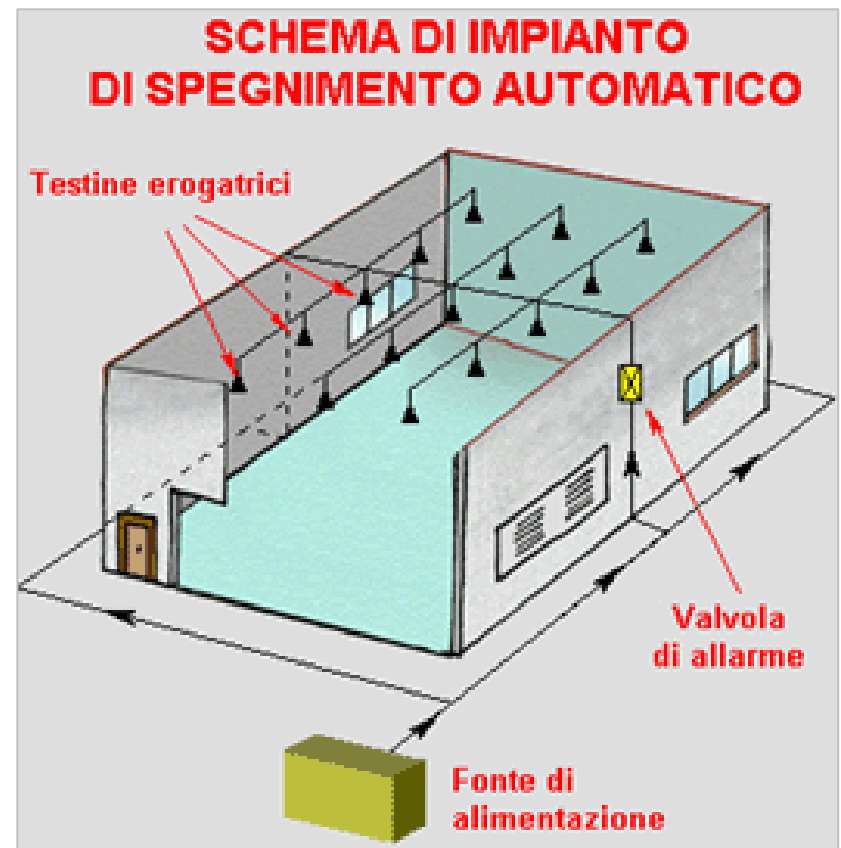 SCHEMA DI IMPIANTO
DI SPEGNIMENTO AUTOMATICO
Testine erogatrici
Valvola
di allarme
Fonte di
alimentazione